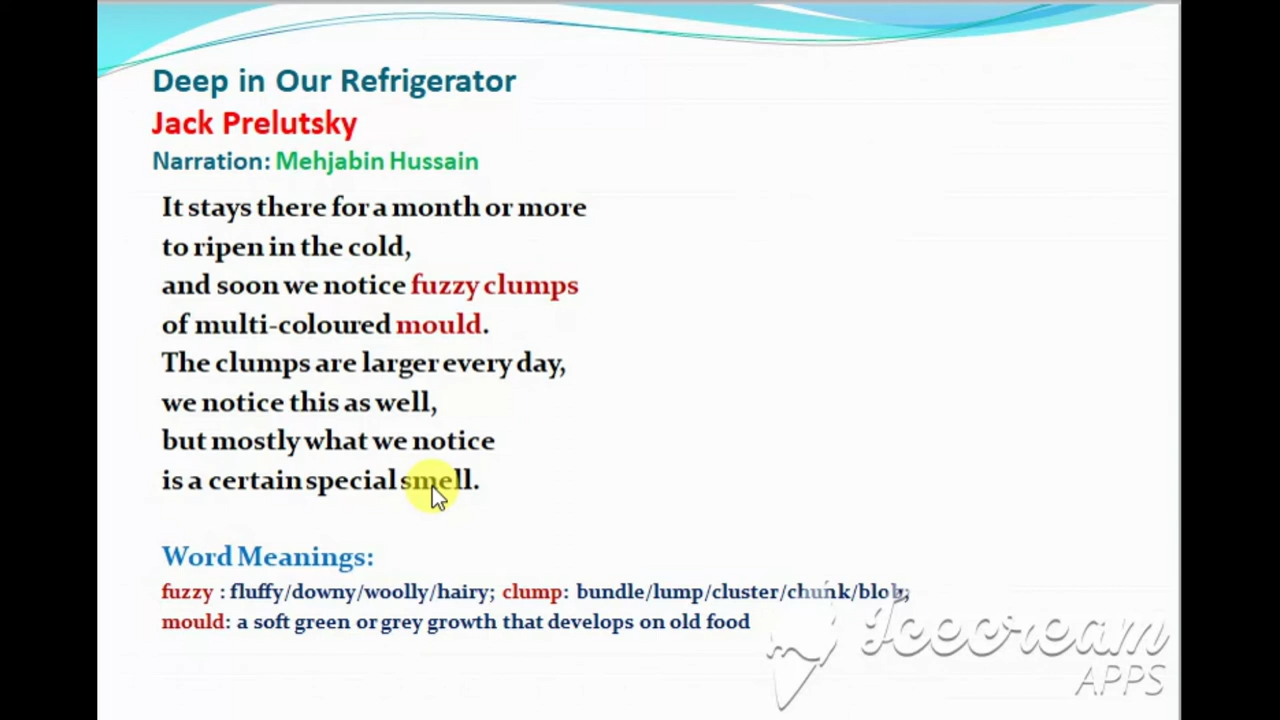 Deep in Our Refrigerator
Jack Prelutsky
Narration: Mehjabin Hussain
It stays there for a month or more
to ripen in the cold,
and soon we notice fuzzy clumps
of multi-coloured mould.
The clumps are larger every day,
we notice this as well,
but mostly what we notice
is a certain special smell.
Word Meanings:
fuzzy : fluffy/downy/woolly/hairy; clump: bundle/lump/cluster/chunk/blob;
mould: a soft green or grey growth that develops on old food
Icecream
APPS